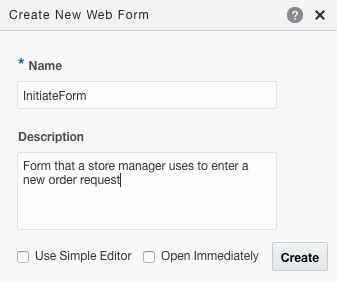 Create New Web Form ? ×
* Name
InitiateForm
Description
Form that a store manager uses to enter a
new order request
Use Simple Editor Open Immediately Create